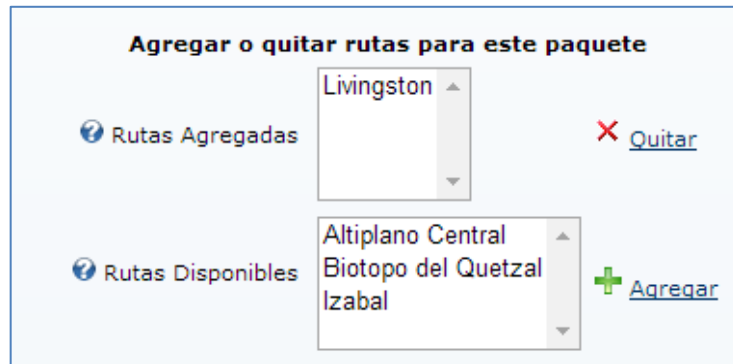 Agregar o quitar rutas para este paquete
Rutas Agregadas
Livingston
Quitar
Rutas Disponibles
Altiplano Central
Biotopo del Quetzal
Izabal
Agregar